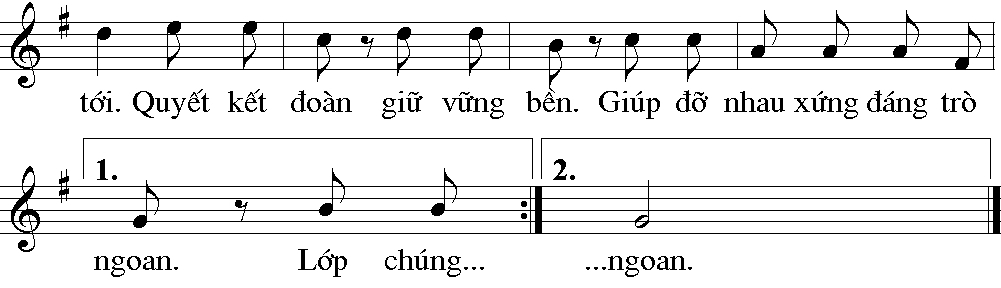 tới. Quyết kết đoàn giữ vững bền. Giúp đỡ nhau xứng đáng trò
1. 2.
ngoan. Lớp chúng... ...ngoan.